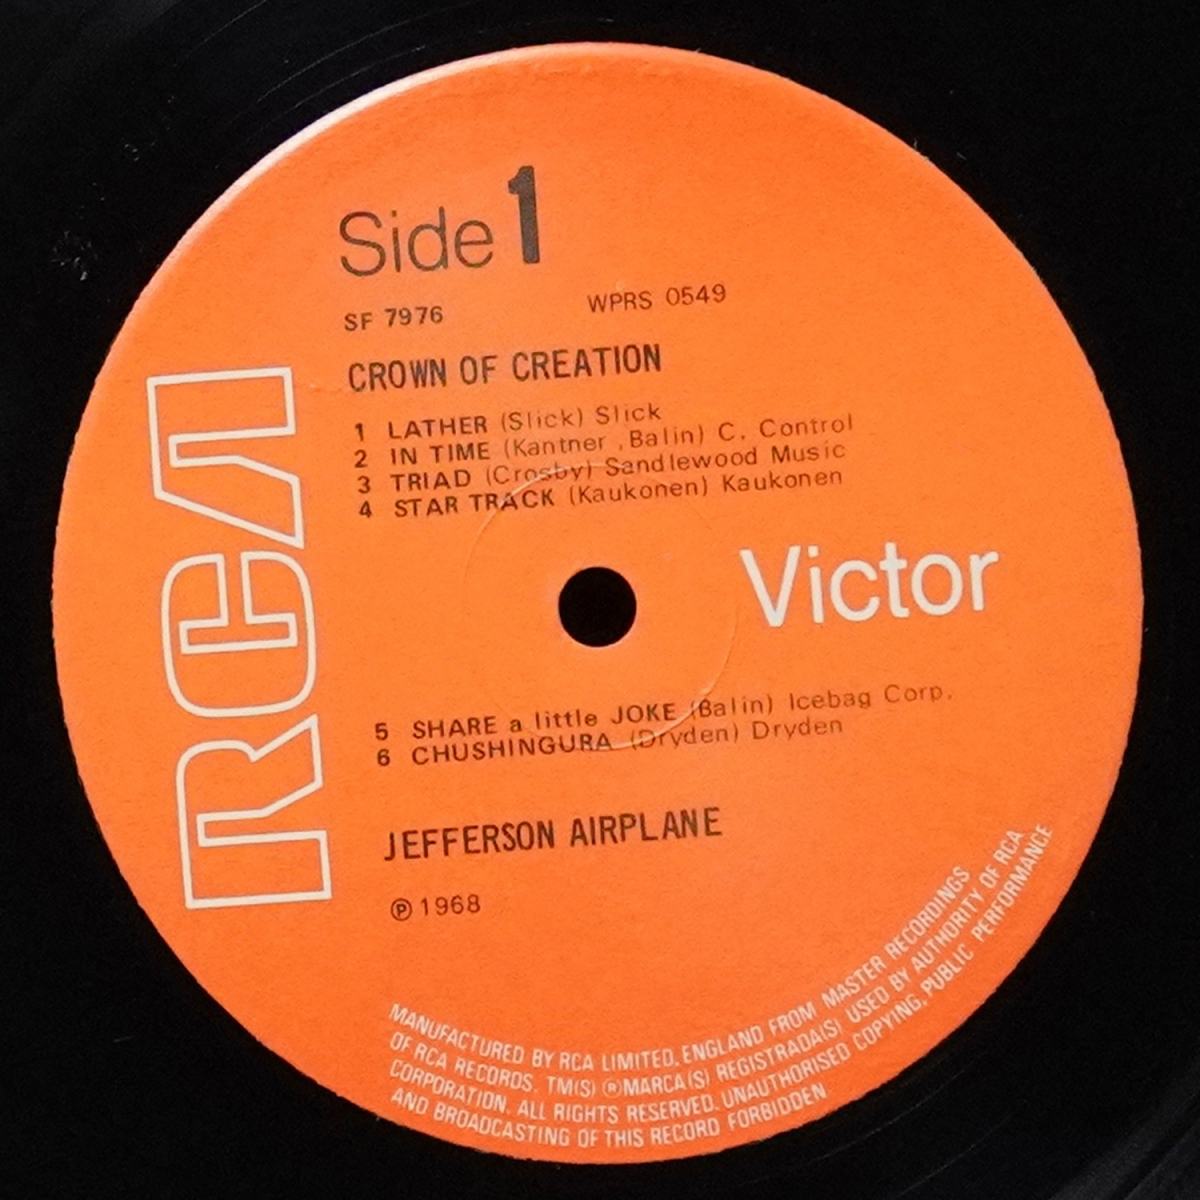 Side 1
SF 7976 WPRS 0549
CROWN OF CREATION
1 LATHER (Slick) Slick
2 IN TIME (Kantner , Balin) C. Control
3 TRIAD (Crosby) Sandlewood Music
4 STAR TRACK (Kaukonen) Kaukonen
RCA
Victor
5 SHARE a little JOKE (Balin) Icebag Corp.
6 CHUSHINGURA (Dryden) Dryden
JEFFERSON AIRPLANE
℗ 1968
MANUFACTURED BY RCA LIMITED, ENGLAND FROM MASTER RECORDINGS
OF RCA RECORDS. TM(S) ® MARCA(S) REGISTRADA(S) USED BY AUTHORITY OF RCA
CORPORATION. ALL RIGHTS RESERVED. UNAUTHORISED COPYING, PUBLIC PERFORMANCE
AND BROADCASTING OF THIS RECORD FORBIDDEN